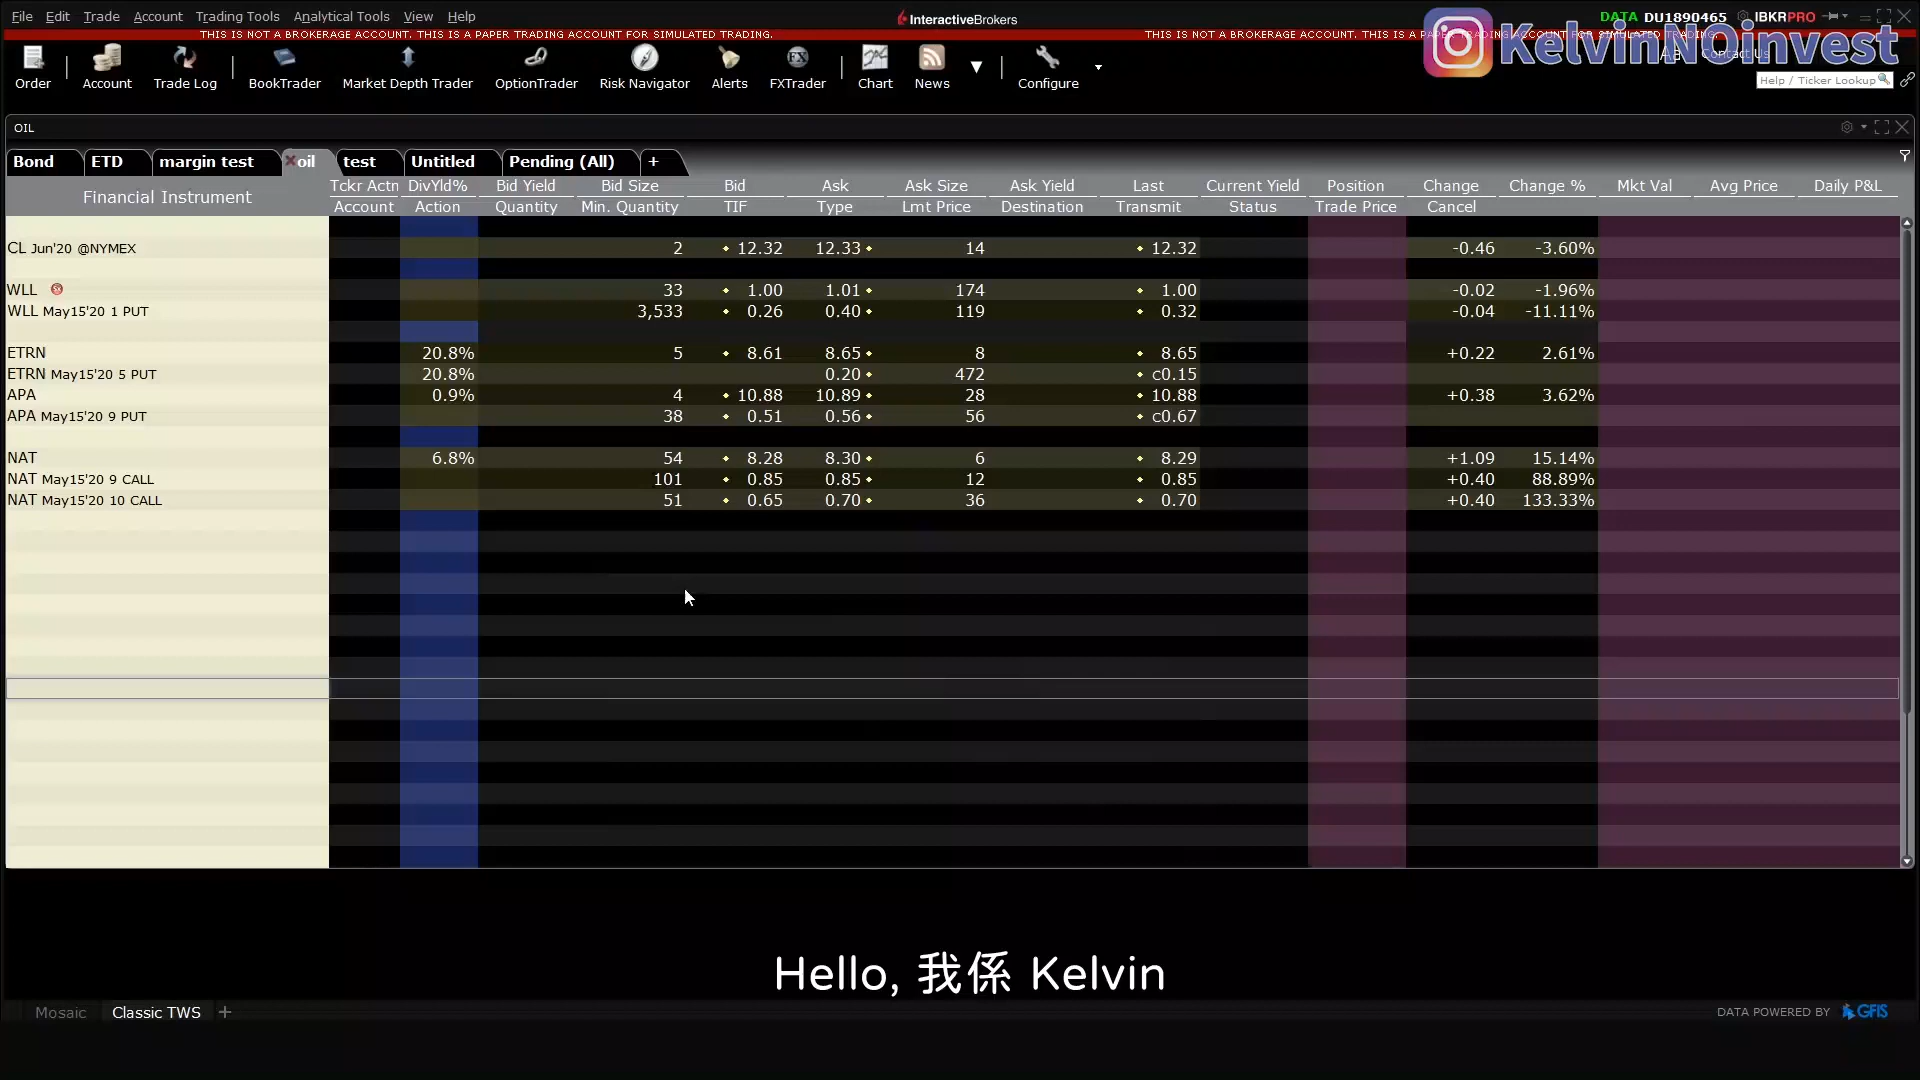 File Edit Trade Account Trading Tools Analytical Tools View Help
InteractiveBrokers
DATA DU1890465 IBKRPRO
THIS IS NOT A BROKERAGE ACCOUNT. THIS IS A PAPER TRADING ACCOUNT FOR SIMULATED TRADING.
THIS IS NOT A BROKERAGE ACCOUNT. THIS IS A PAPER TRADING ACCOUNT FOR SIMULATED TRADING.
KelvinNOinvest
Order Account Trade Log BookTrader Market Depth Trader OptionTrader Risk Navigator Alerts FXTrader Chart News Configure
Help / Ticker Lookup
OIL
Bond ETD margin test oil test Untitled Pending (All) +
Financial Instrument
Tckr Actn DivYld% Bid Yield Bid Size Bid Ask Ask Size Ask Yield Last Current Yield Position Change Change % Mkt Val Avg Price Daily P&L
Account Action Quantity Min. Quantity TIF Type Lmt Price Destination Transmit Status Trade Price Cancel
CL Jun'20 @NYMEX 2 12.32 12.33 14 12.32 -0.46 -3.60%
WLL 33 1.00 1.01 174 1.00 -0.02 -1.96%
WLL May15'20 1 PUT 3,533 0.26 0.40 119 0.32 -0.04 -11.11%
ETRN 20.8% 5 8.61 8.65 8 8.65 +0.22 2.61%
ETRN May15'20 5 PUT 20.8% 0.20 472 c0.15
APA 0.9% 4 10.88 10.89 28 10.88 +0.38 3.62%
APA May15'20 9 PUT 38 0.51 0.56 56 c0.67
NAT 6.8% 54 8.28 8.30 6 8.29 +1.09 15.14%
NAT May15'20 9 CALL 101 0.85 0.85 12 0.85 +0.40 88.89%
NAT May15'20 10 CALL 51 0.65 0.70 36 0.70 +0.40 133.33%
Hello, 我係 Kelvin
Mosaic Classic TWS +
DATA POWERED BY GFIS